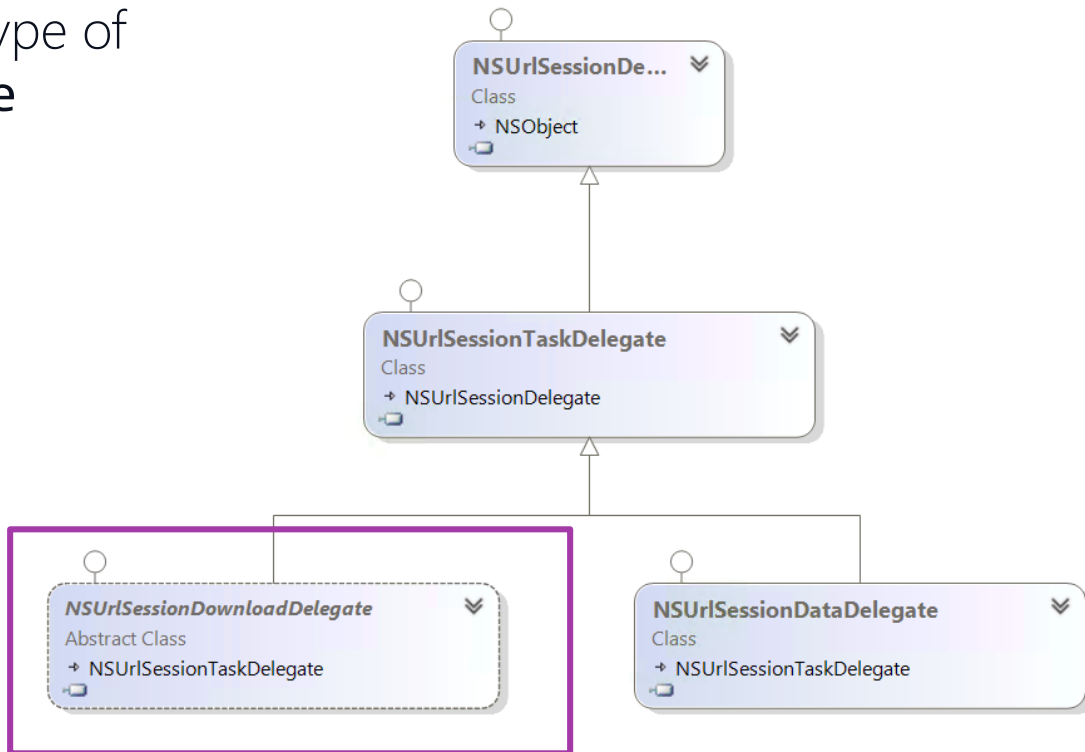 ype of
e
NSUrlSessionDe...
Class
NSObject
NSUrlSessionTaskDelegate
Class
NSUrlSessionDelegate
NSUrlSessionDownloadDelegate
Abstract Class
NSUrlSessionTaskDelegate
NSUrlSessionDataDelegate
Class
NSUrlSessionTaskDelegate